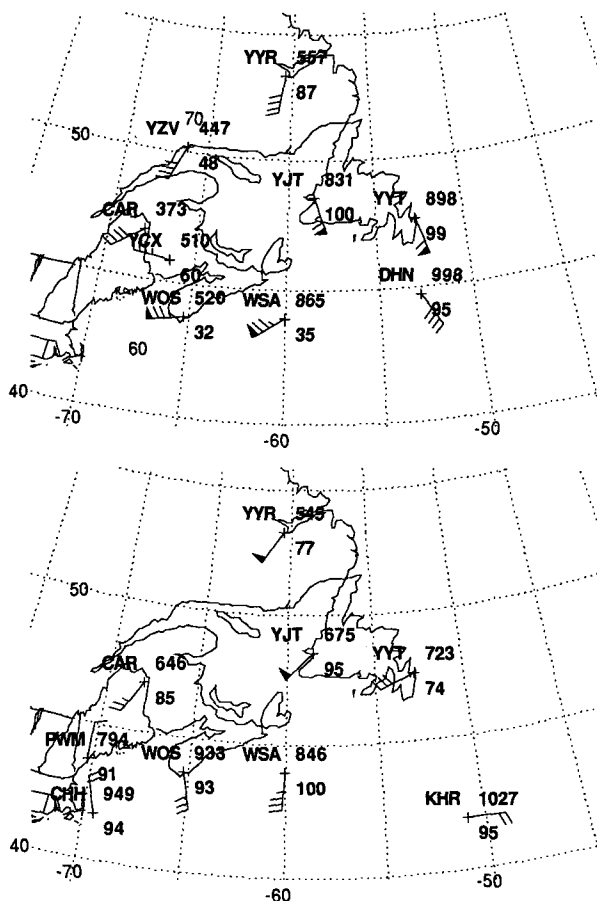 YYR 557
87
70
YZV 447
50
48
YJT 831
YYT 898
CAR 373
100
99
YCX 510
DHN 998
60
WOS 520
WSA 865
95
32
35
60
40
-70
-60
-50
YYR 545
77
50
YJT 675
YYT 723
CAR 646
95
74
85
PWM 794
WOS 933
WSA 846
91
93
100
CHH 949
KHR 1027
94
95
40
-70
-60
-50